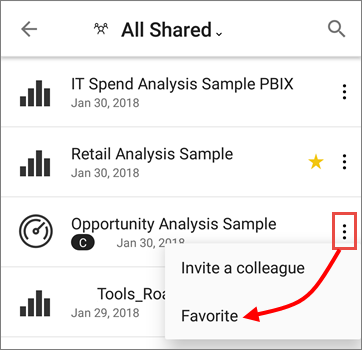 All Shared
IT Spend Analysis Sample PBIX
Jan 30, 2018
Retail Analysis Sample
Jan 30, 2018
Opportunity Analysis Sample
C Jan 30, 2018
Invite a colleague
Tools_Roa
Jan 29, 2018
Favorite